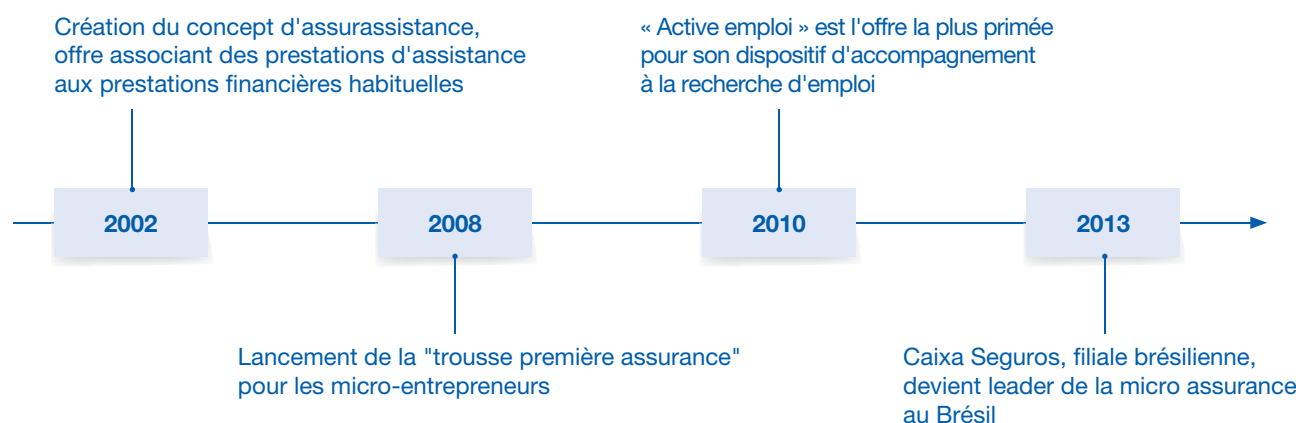 Création du concept d'assurassistance,
offre associant des prestations d'assistance
aux prestations financières habituelles
« Active emploi » est l'offre la plus primée
pour son dispositif d'accompagnement
à la recherche d'emploi
2002
2008
2010
2013
Lancement de la "trousse première assurance"
pour les micro-entrepreneurs
Caixa Seguros, filiale brésilienne,
devient leader de la micro assurance
au Brésil